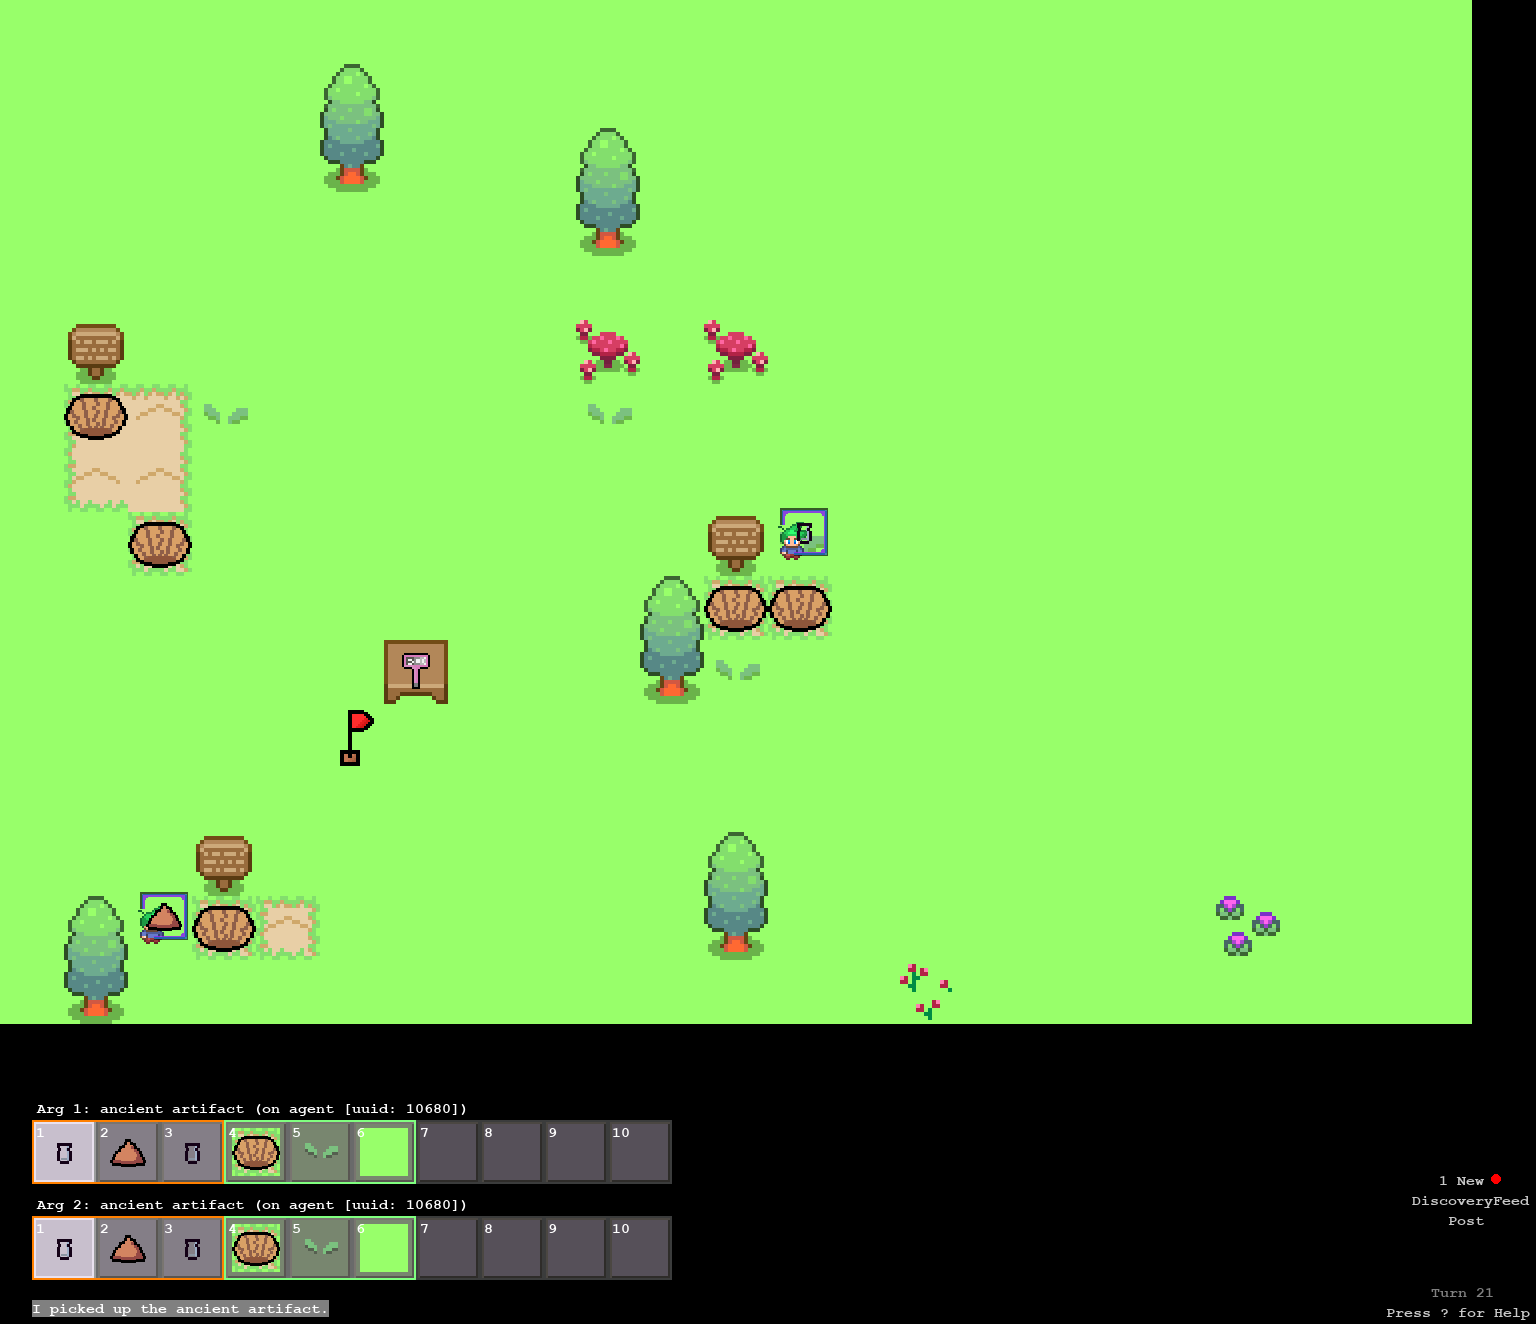 Arg 1: ancient artifact (on agent [uuid: 10680])
1 2 3 4 5 6 7 8 9 10
Arg 2: ancient artifact (on agent [uuid: 10680])
1 2 3 4 5 6 7 8 9 10
I picked up the ancient artifact.
1 New
DiscoveryFeed
Post
Turn 21
Press ? for Help